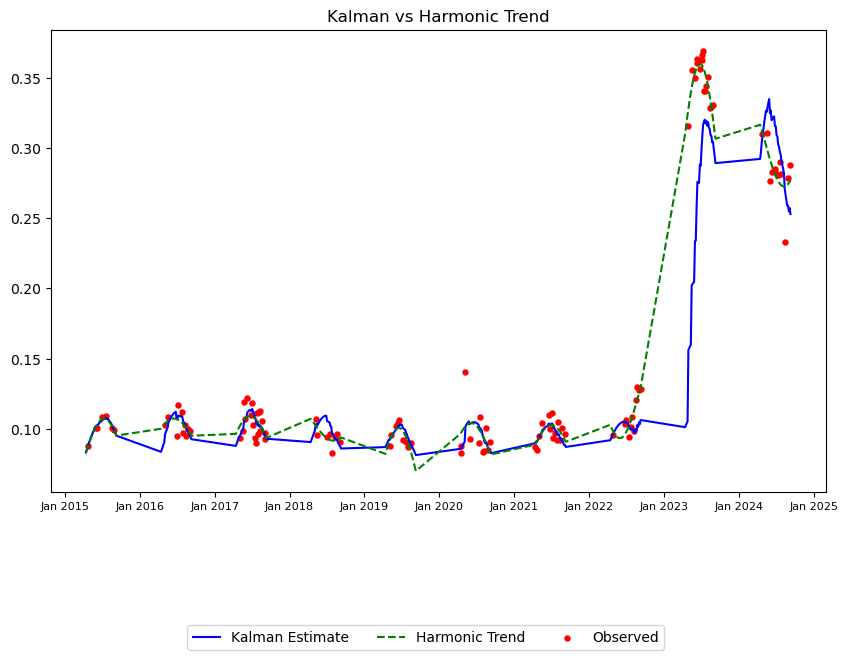 Kalman vs Harmonic Trend
0.35
0.30
0.25
0.20
0.15
0.10
Jan 2015 Jan 2016 Jan 2017 Jan 2018 Jan 2019 Jan 2020 Jan 2021 Jan 2022 Jan 2023 Jan 2024 Jan 2025
Kalman Estimate Harmonic Trend Observed